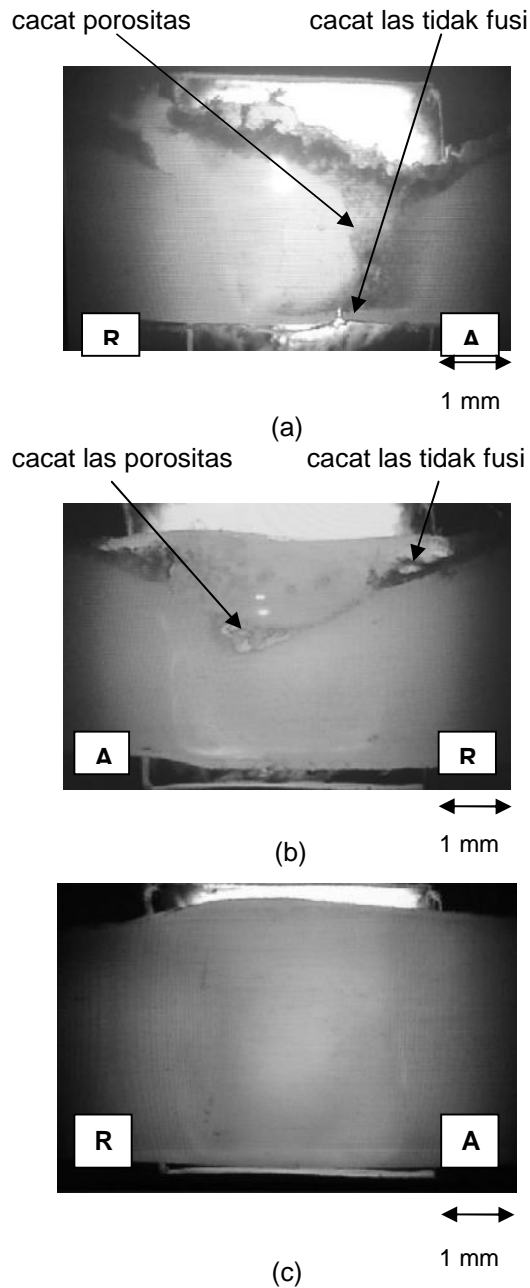 cacat porositas cacat las tidak fusi
R A
1 mm
(a)
cacat las porositas cacat las tidak fusi
A R
1 mm
(b)
R A
1 mm
(c)